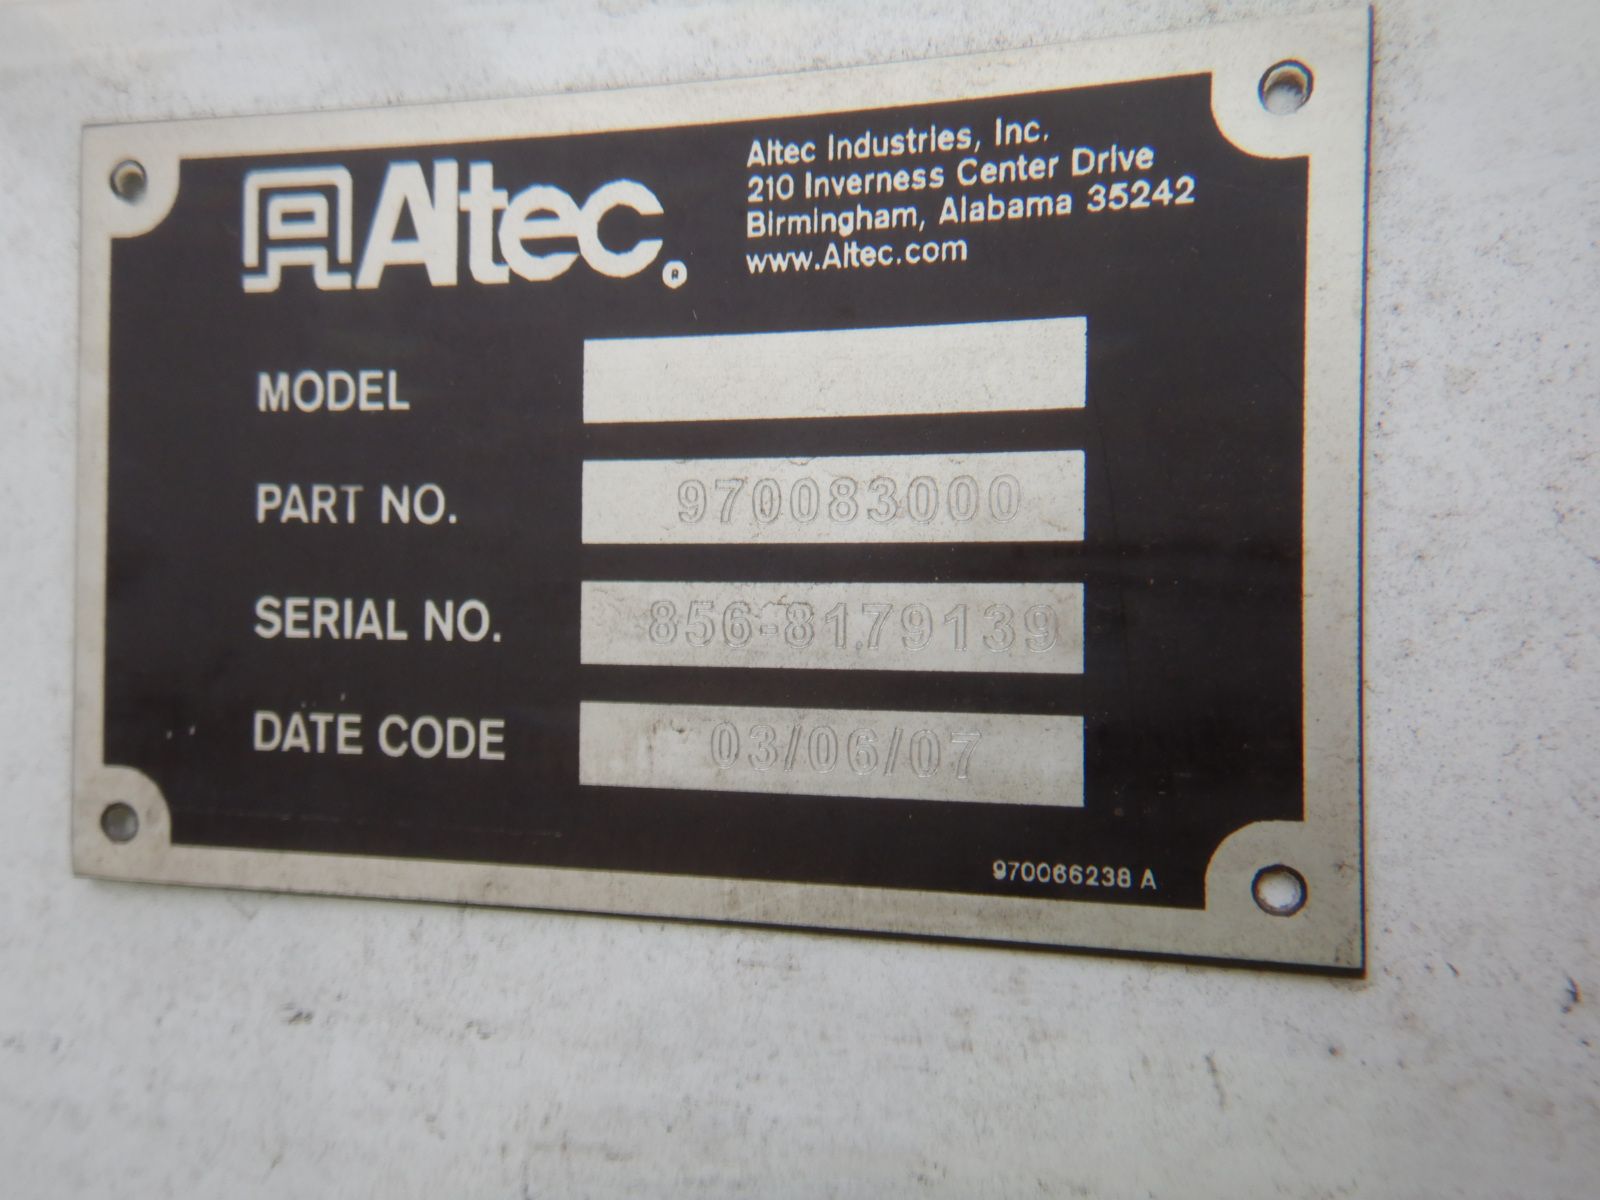 Altec®
Altec Industries, Inc.
210 Inverness Center Drive
Birmingham, Alabama 35242
www.Altec.com
MODEL
PART NO. 970083000
SERIAL NO. 856-8179139
DATE CODE 03/06/07
970066238 A